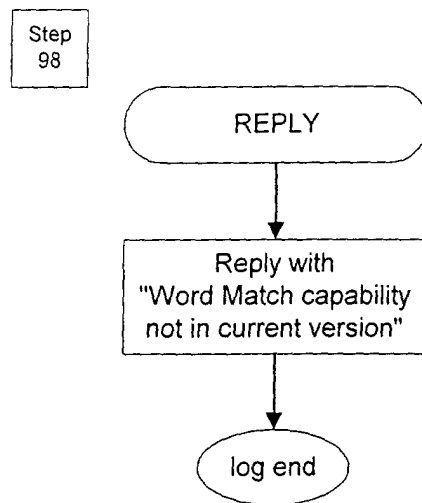 Step
98
REPLY
Reply with
"Word Match capability
not in current version"
log end